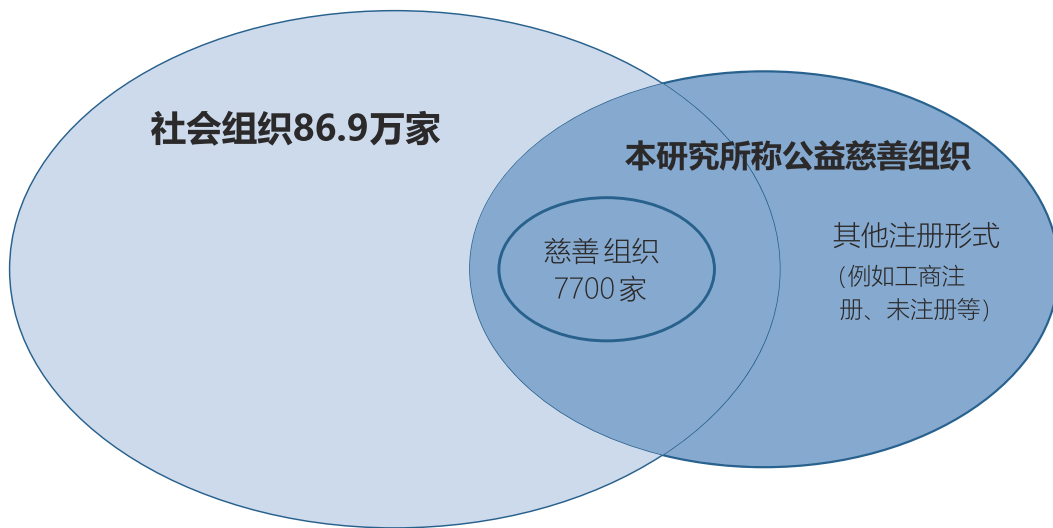 社会组织86.9万家
本研究所称公益慈善组织
慈善组织
7700家
其他注册形式
（例如工商注
册、未注册等）